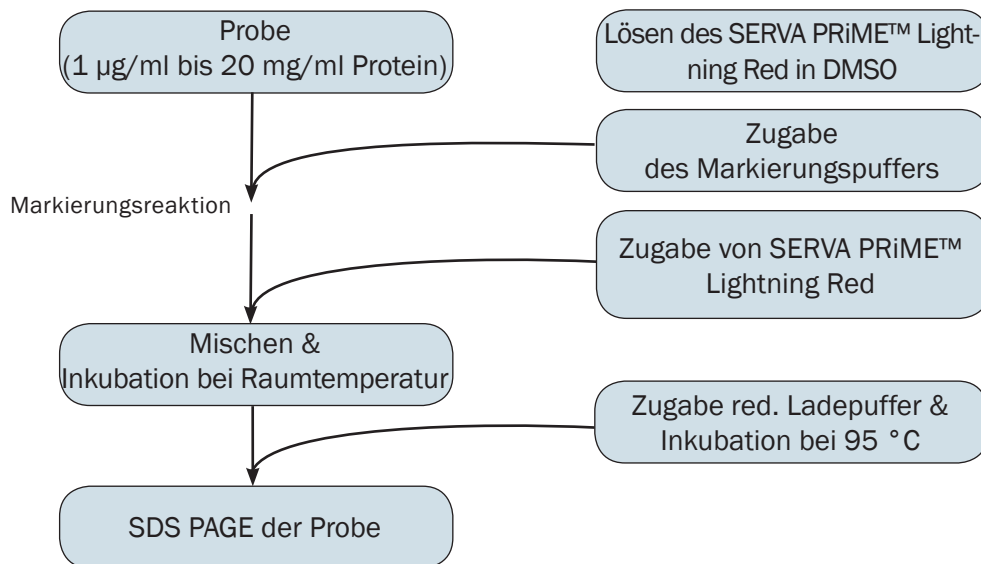 Probe
(1 µg/ml bis 20 mg/ml Protein)
Lösen des SERVA PRiME™ Light-
ning Red in DMSO
Zugabe
des Markierungspuffers
Markierungsreaktion
Zugabe von SERVA PRiME™
Lightning Red
Mischen &
Inkubation bei Raumtemperatur
Zugabe red. Ladepuffer &
Inkubation bei 95 °C
SDS PAGE der Probe